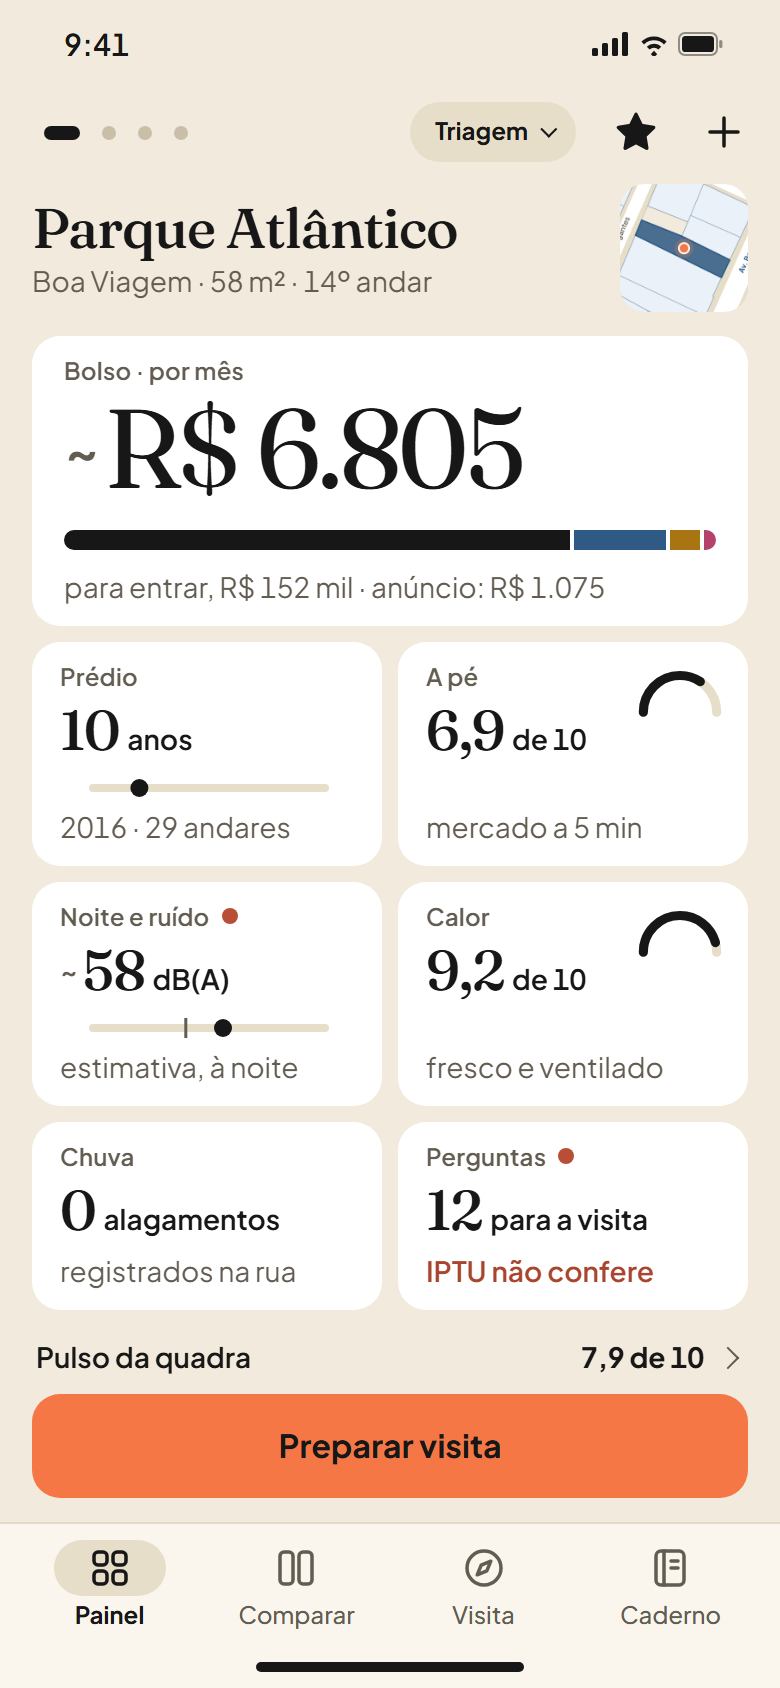 9:41
Triagem
Parque Atlântico
Boa Viagem · 58 m² · 14º andar
Bolso · por mês
~R$ 6.805
para entrar, R$ 152 mil · anúncio: R$ 1.075
Prédio
10 anos
2016 · 29 andares
A pé
6,9 de 10
mercado a 5 min
Noite e ruído
~58 dB(A)
estimativa, à noite
Calor
9,2 de 10
fresco e ventilado
Chuva
0 alagamentos
registrados na rua
Perguntas
12 para a visita
IPTU não confere
Pulso da quadra
7,9 de 10
Preparar visita
Painel
Comparar
Visita
Caderno